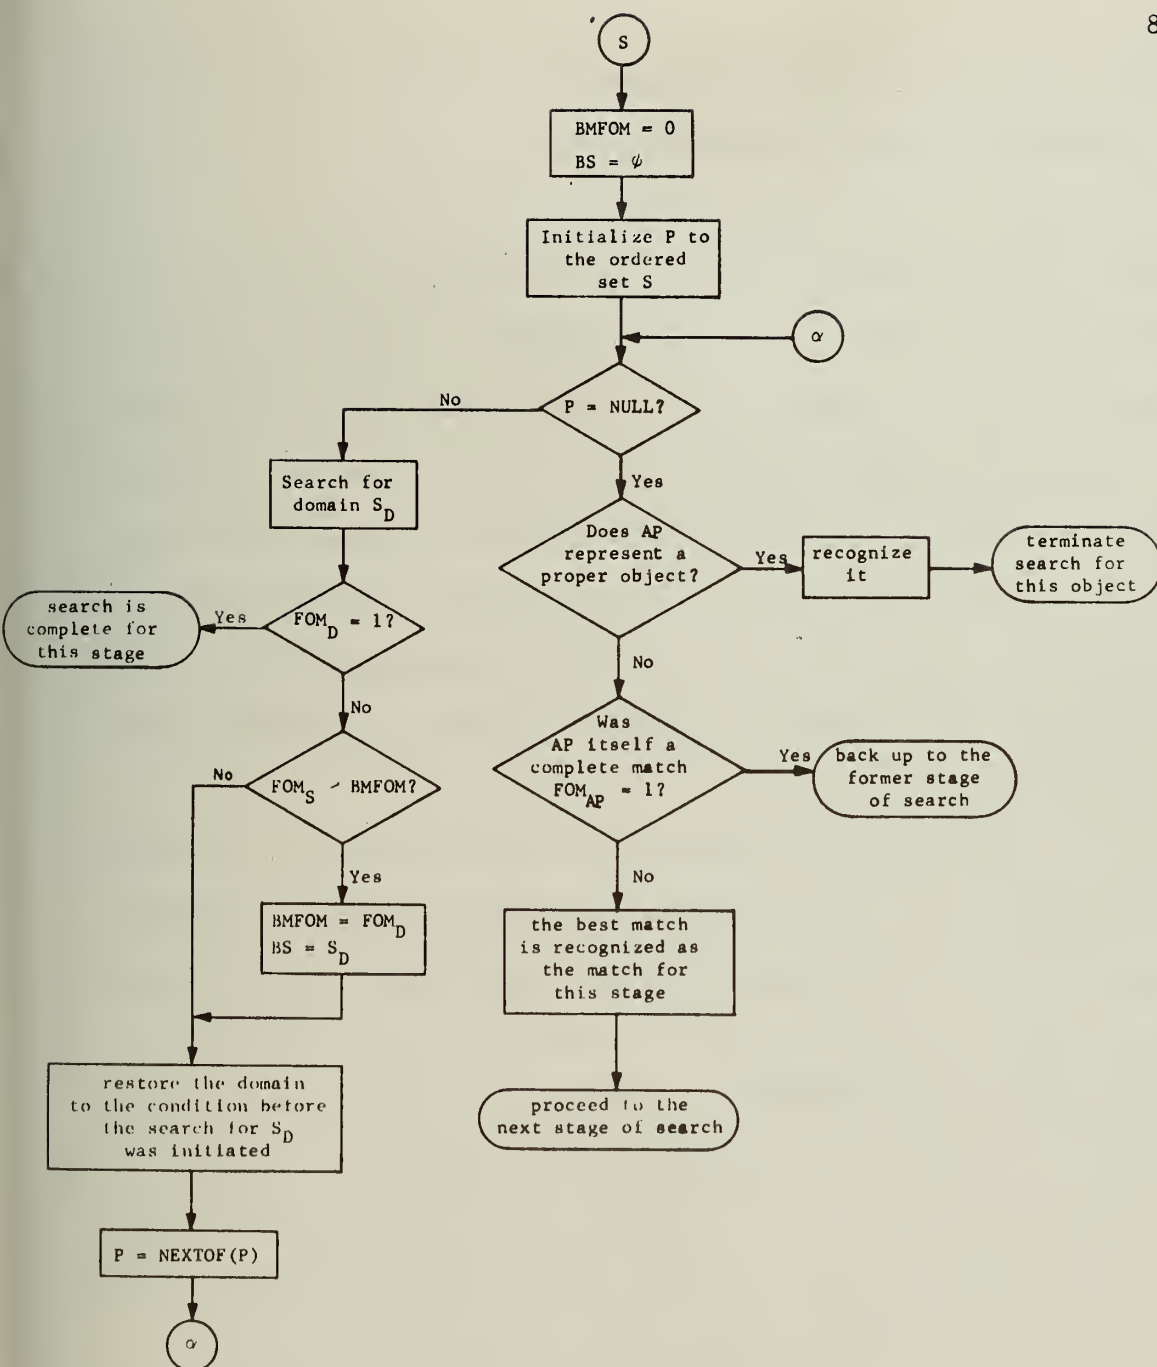 8
S
BMFOM = 0
BS = ψ
Initialize P to
the ordered
set S
α
P = NULL?
No
Yes
Search for
domain S_D
Does AP
represent a
proper object?
Yes
recognize
it
terminate
search for
this object
FOM_D = 1?
Yes
search is
complete for
this stage
No
No
Was
AP itself a
complete match
FOM_AP = 1?
Yes
back up to the
former stage
of search
FOM_S - BMFOM?
No
Yes
No
BMFOM = FOM_D
BS = S_D
the best match
is recognized as
the match for
this stage
restore the domain
to the condition before
the search for S_D
was initiated
proceed to the
next stage of search
P = NEXTOF(P)
α